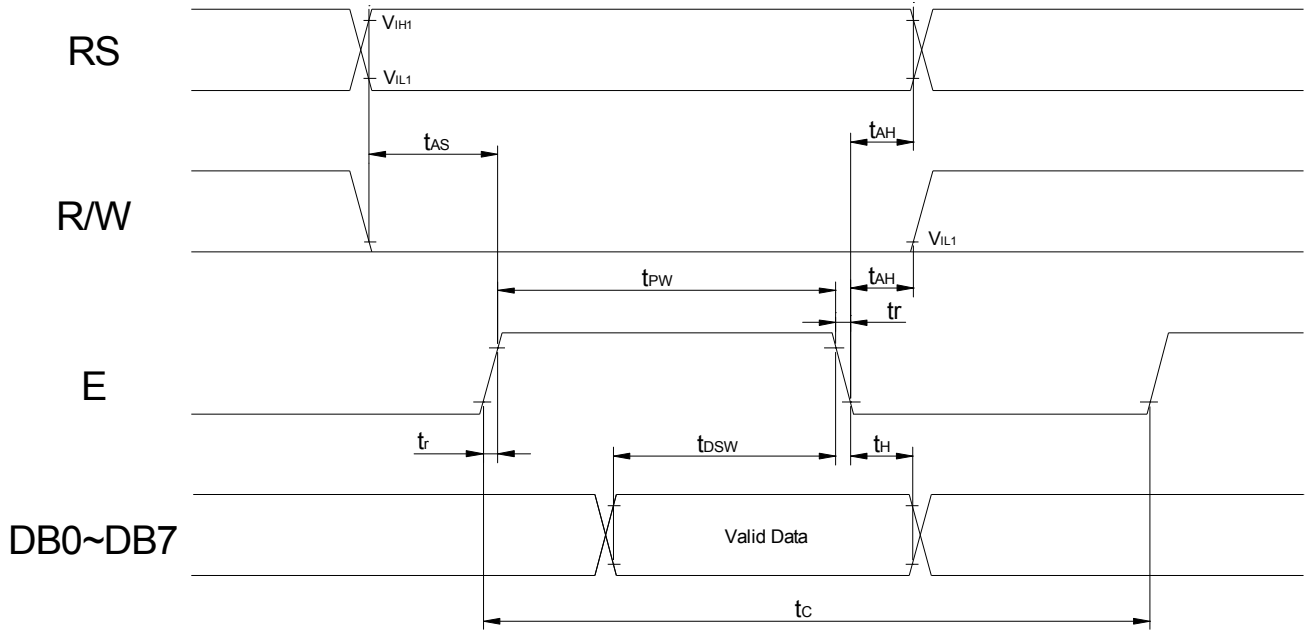 RS
VIH1
VIL1
tAS
tAH
R/W
VIL1
tPW
tAH
tr
E
tr
tDSW
tH
DB0~DB7
Valid Data
tC